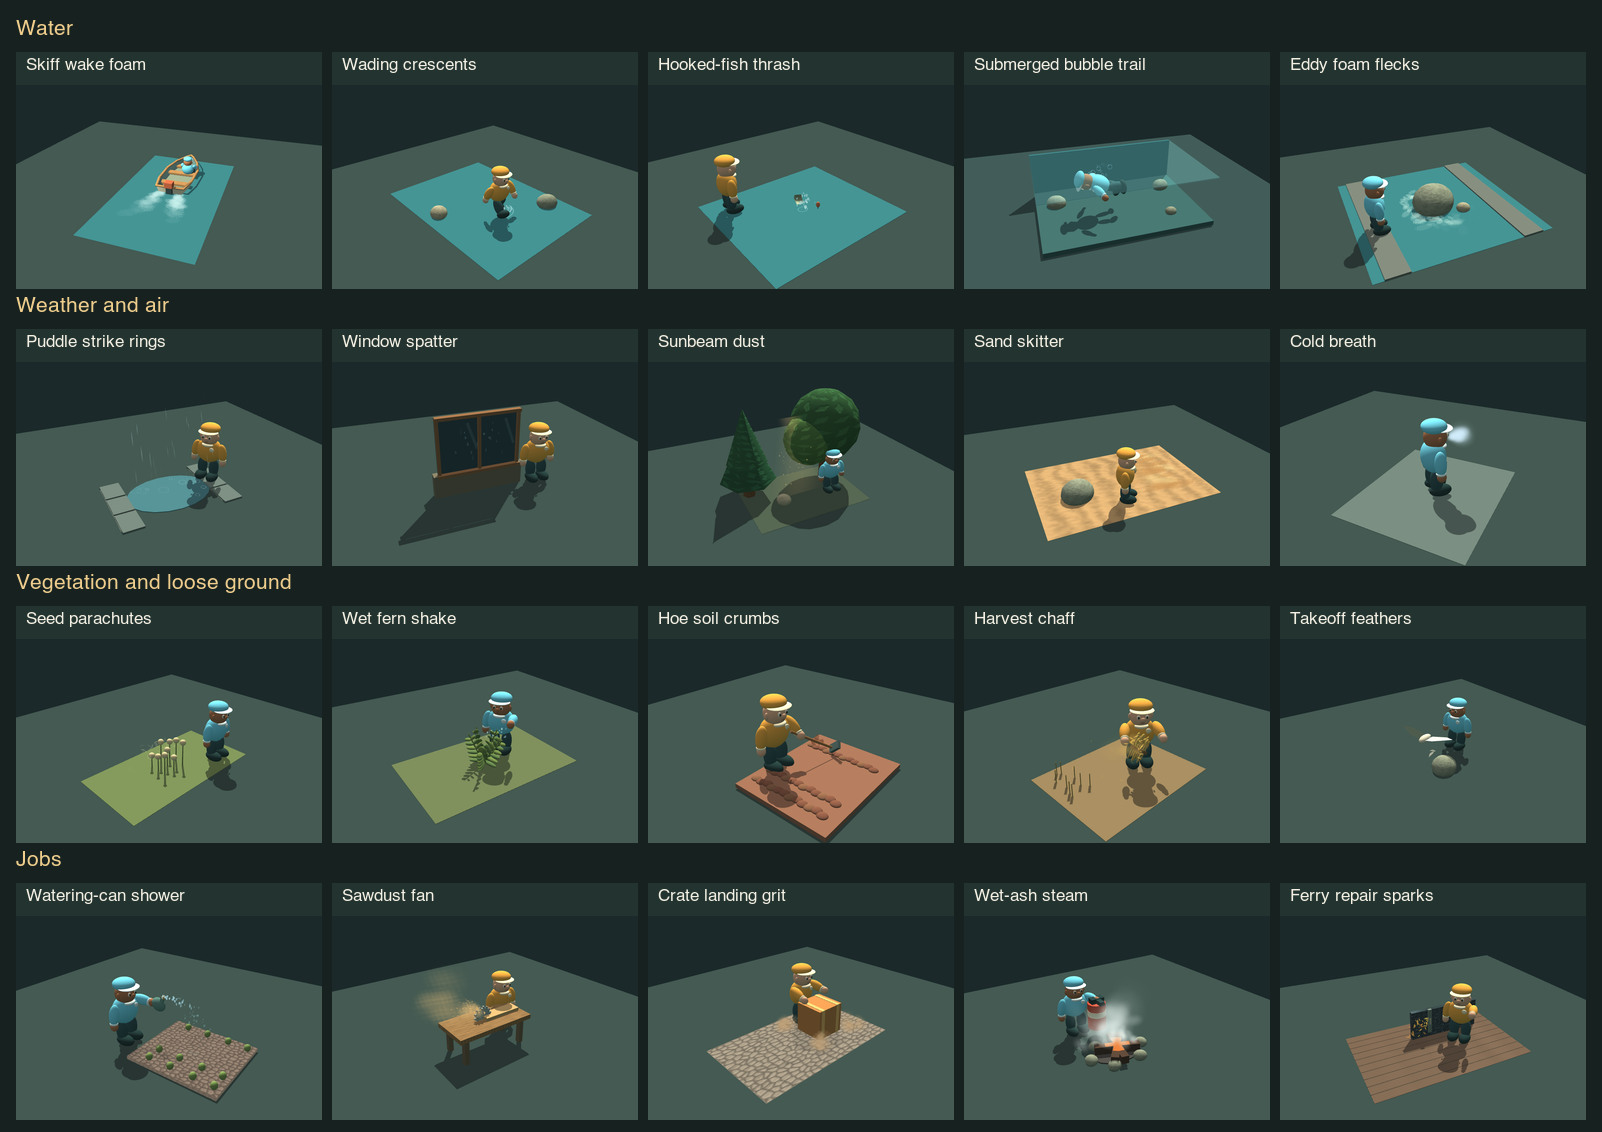 Water
Skiff wake foam
Wading crescents
Hooked-fish thrash
Submerged bubble trail
Eddy foam flecks
Weather and air
Puddle strike rings
Window spatter
Sunbeam dust
Sand skitter
Cold breath
Vegetation and loose ground
Seed parachutes
Wet fern shake
Hoe soil crumbs
Harvest chaff
Takeoff feathers
Jobs
Watering-can shower
Sawdust fan
Crate landing grit
Wet-ash steam
Ferry repair sparks